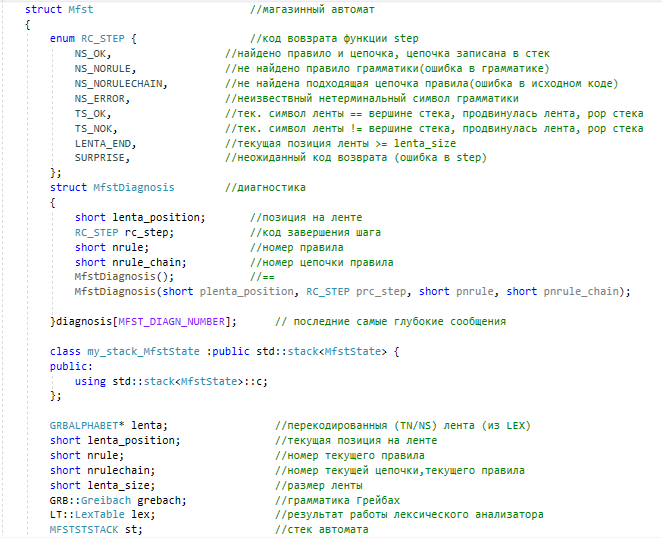 struct Mfst //магазинный автомат
{
enum RC_STEP { //код вовзрата функции step
NS_OK, //найдено правило и цепочка, цепочка записана в стек
NS_NORULE, //не найдено правило грамматики(ошибка в грамматике)
NS_NORULECHAIN, //не найдена подходящая цепочка правила(ошибка в исходном коде)
NS_ERROR, //неизвествный нетерминальный символ грамматики
TS_OK, //тек. символ ленты == вершине стека, продвинулась лента, pop стека
TS_NOK, //тек. символ ленты != вершине стека, продвинулась лента, pop стека
LENTA_END, //текущая позиция ленты >= lenta_size
SURPRISE, //неожиданный код возврата (ошибка в step)
};
struct MfstDiagnosis //диагностика
{
short lenta_position; //позиция на ленте
RC_STEP rc_step; //код завершения шага
short nrule; //номер правила
short nrule_chain; //номер цепочки правила
MfstDiagnosis(); //==
MfstDiagnosis(short plenta_position, RC_STEP prc_step, short pnrule, short pnrule_chain);
}diagnosis[MFST_DIAGN_NUMBER]; // последние самые глубокие сообщения
class my_stack_MfstState :public std::stack<MfstState> {
public:
using std::stack<MfstState>::c;
};
GRBALPHABET* lenta; //перекодированныя (TN/NS) лента (из LEX)
short lenta_position; //текущая позиция на ленте
short nrule; //номер текущего правила
short nrulechain; //номер текущей цепочки,текущего правила
short lenta_size; //размер ленты
GRB::Greibach grebach; //грамматика Грейбах
LT::LexTable lex; //результат работы лексического анализатора
MFSTSTSTACK st; //стек автомата